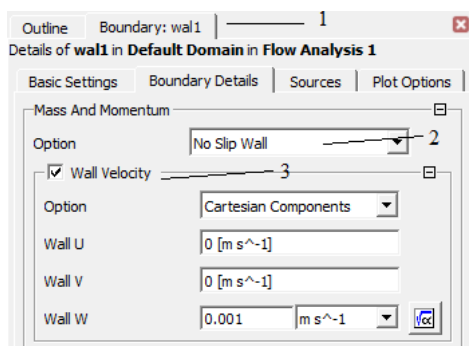 Outline Boundary: wal1 1
Details of wal1 in Default Domain in Flow Analysis 1
Basic Settings Boundary Details Sources Plot Options
Mass And Momentum
Option No Slip Wall 2
Wall Velocity 3
Option Cartesian Components
Wall U 0 [m s^-1]
Wall V 0 [m s^-1]
Wall W 0.001 m s^-1 √α